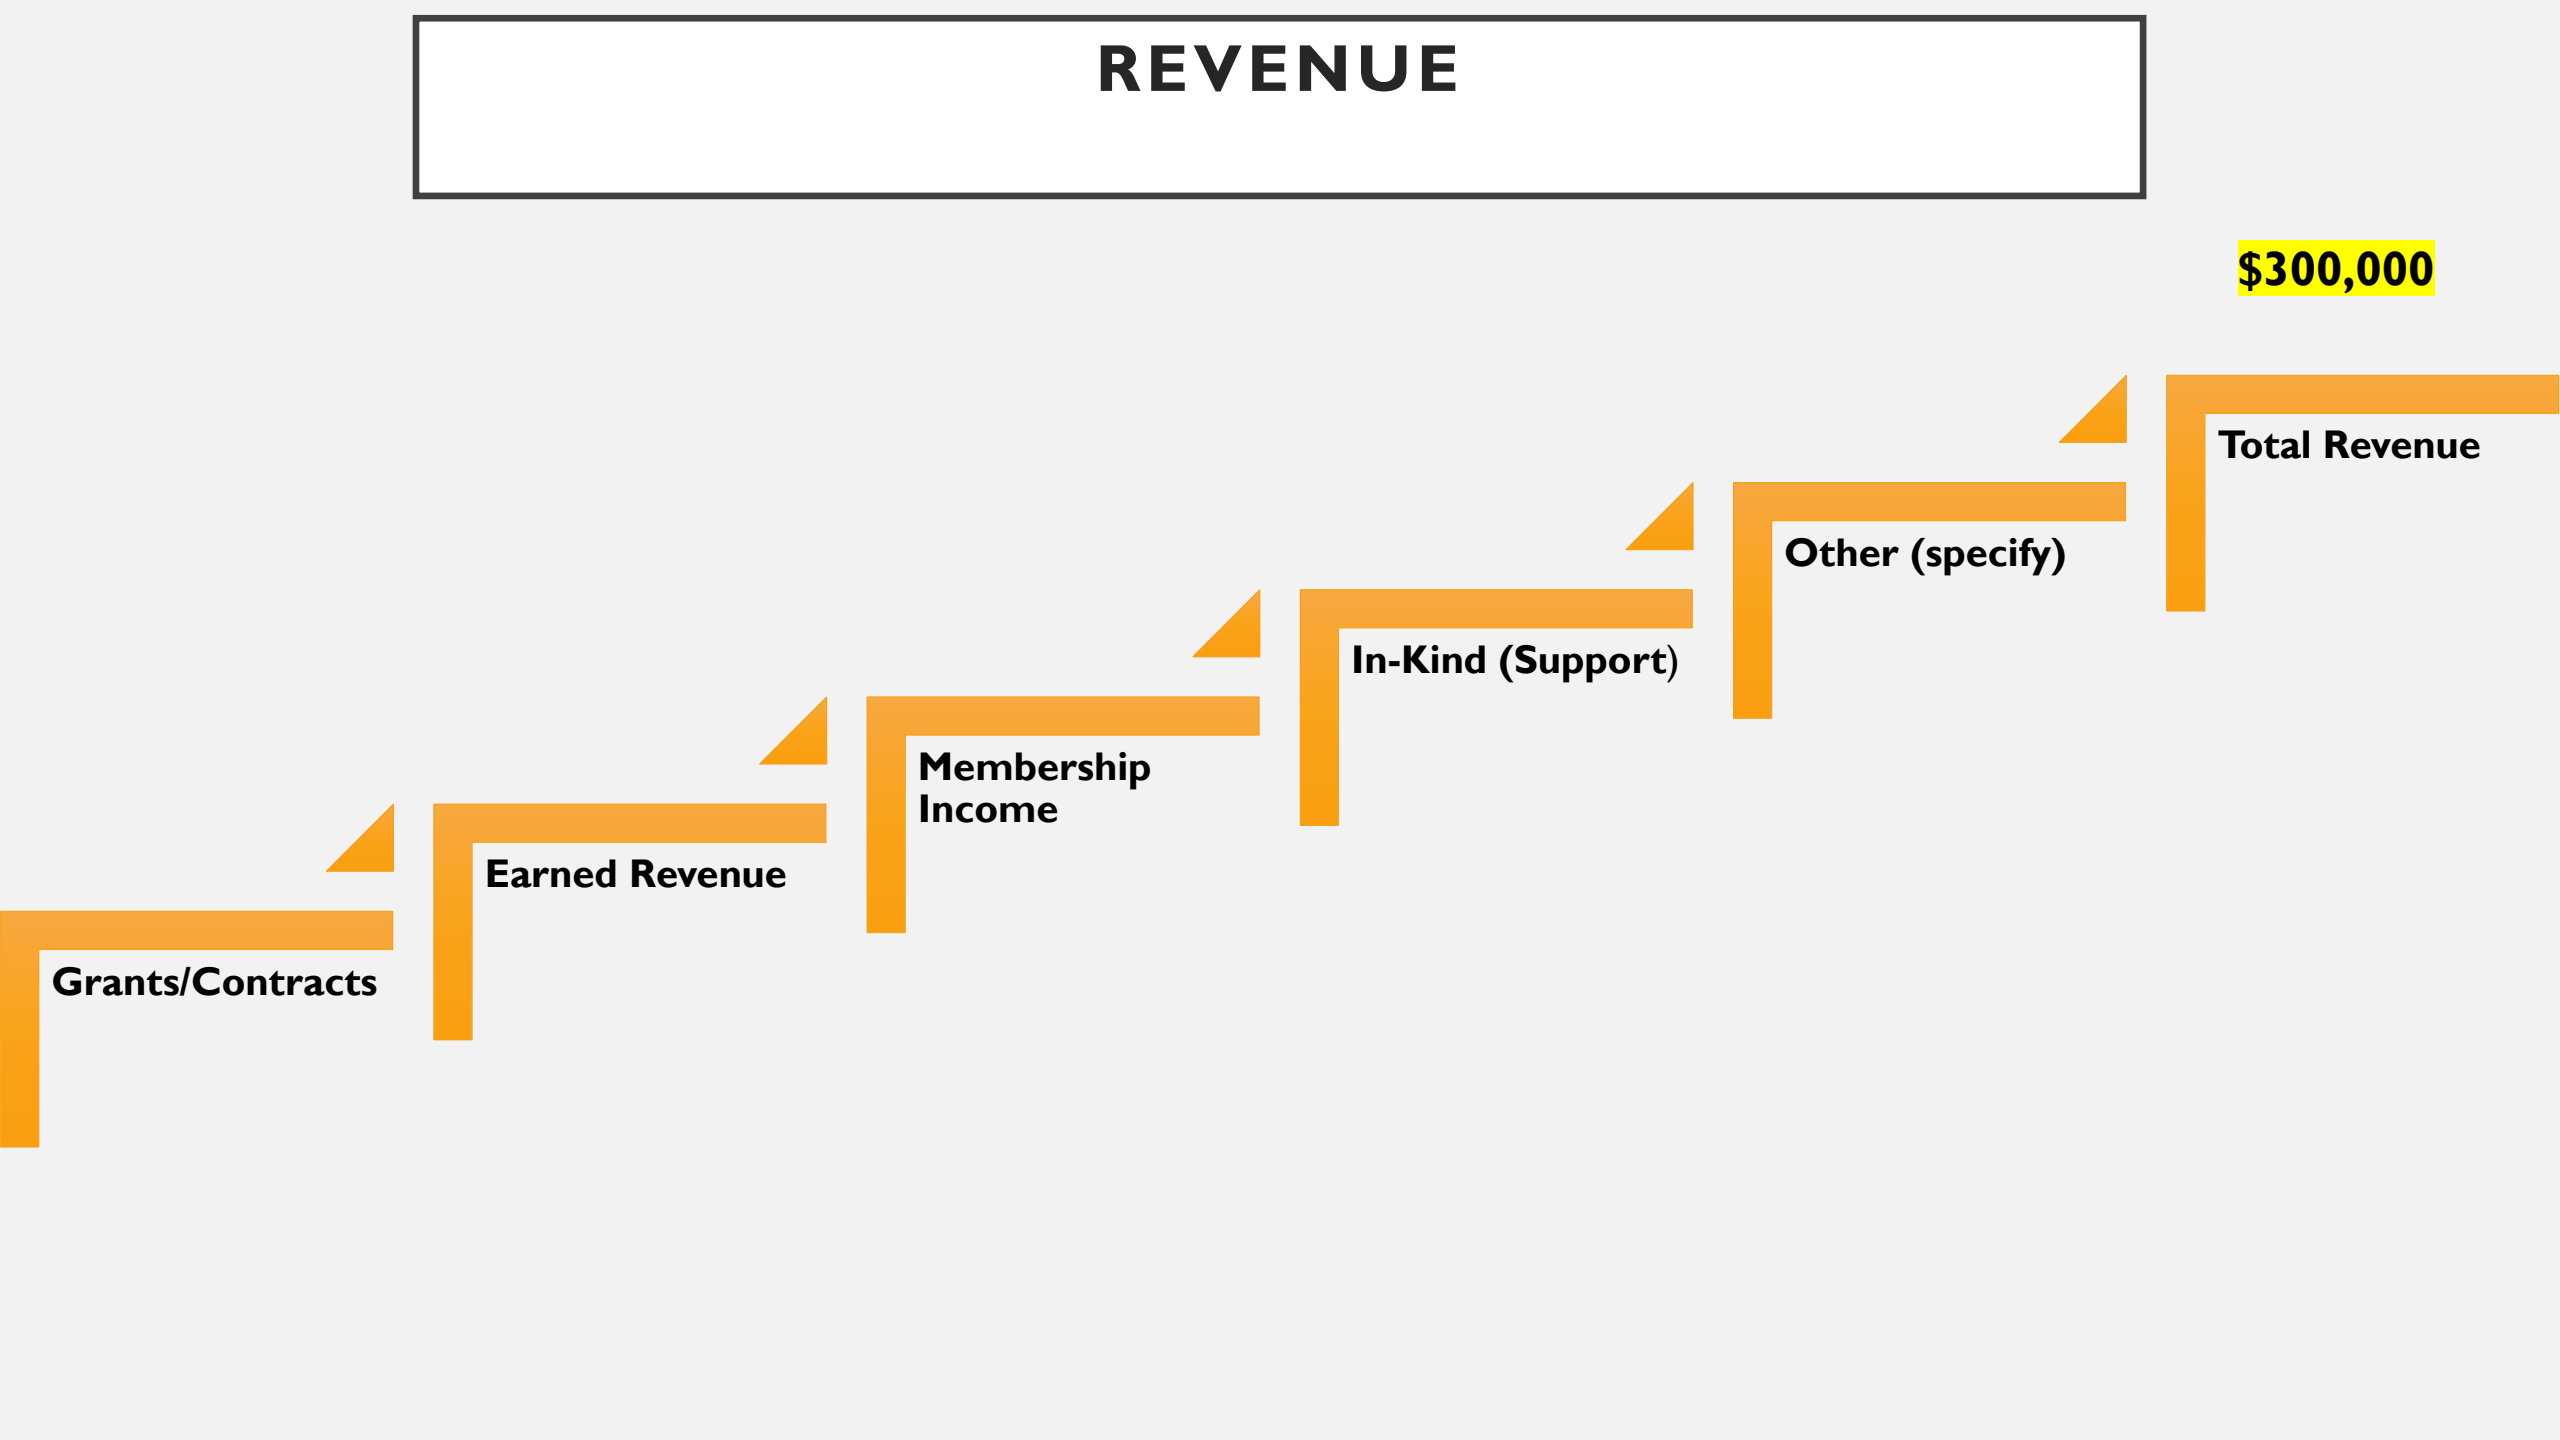 REVENUE
$300,000
Total Revenue
Other (specify)
In-Kind (Support)
Membership
Income
Earned Revenue
Grants/Contracts